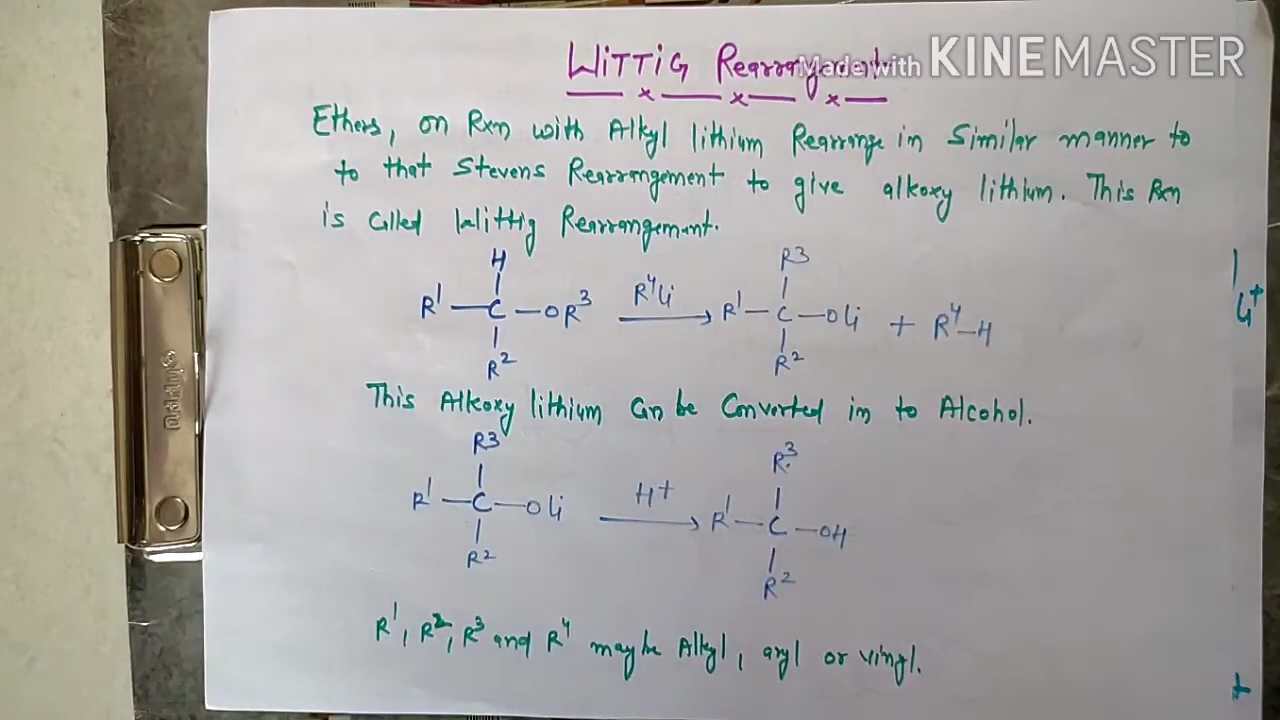 WiTTiG Rearrangement
Made with KINEMASTER
Ethers, on Rxn with Alkyl lithium Rearrange in Similar manner to
to that Stevens Rearrangement to give alkoxy lithium. This Rxn
is Called Wittig Rearrangement.
H
R¹ — C — OR³
R²
R⁴Li
R³
R¹ — C — OLi + R⁴—H
R²
This Alkoxy lithium Can be Converted in to Alcohol.
R³
R¹ — C — OLi
R²
H+
R³
R¹ — C — OH
R²
R¹, R², R³ and R⁴ may be Alkyl, aryl or vinyl.
Li+